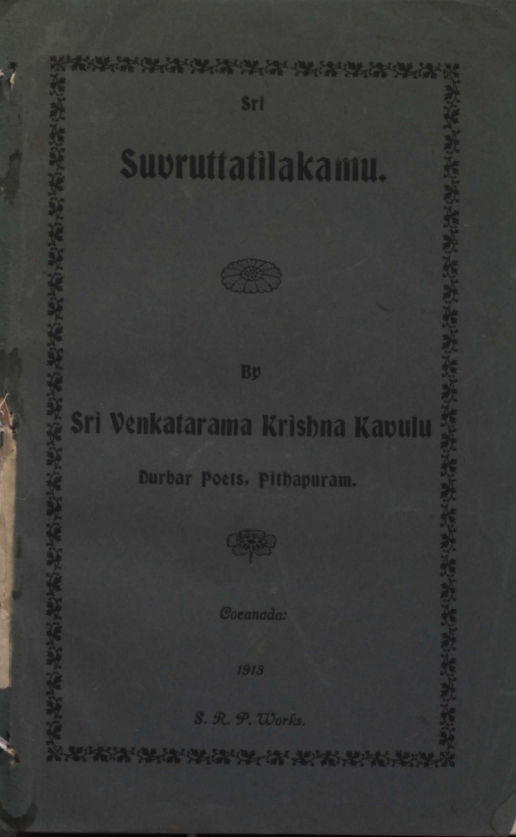 Sri
Suvruttatilakamu.
By
Sri Venkatarama Krishna Kavulu
Durbar Poets, Pithapuram.
Cocanada:
1913
S. R. P. Works.